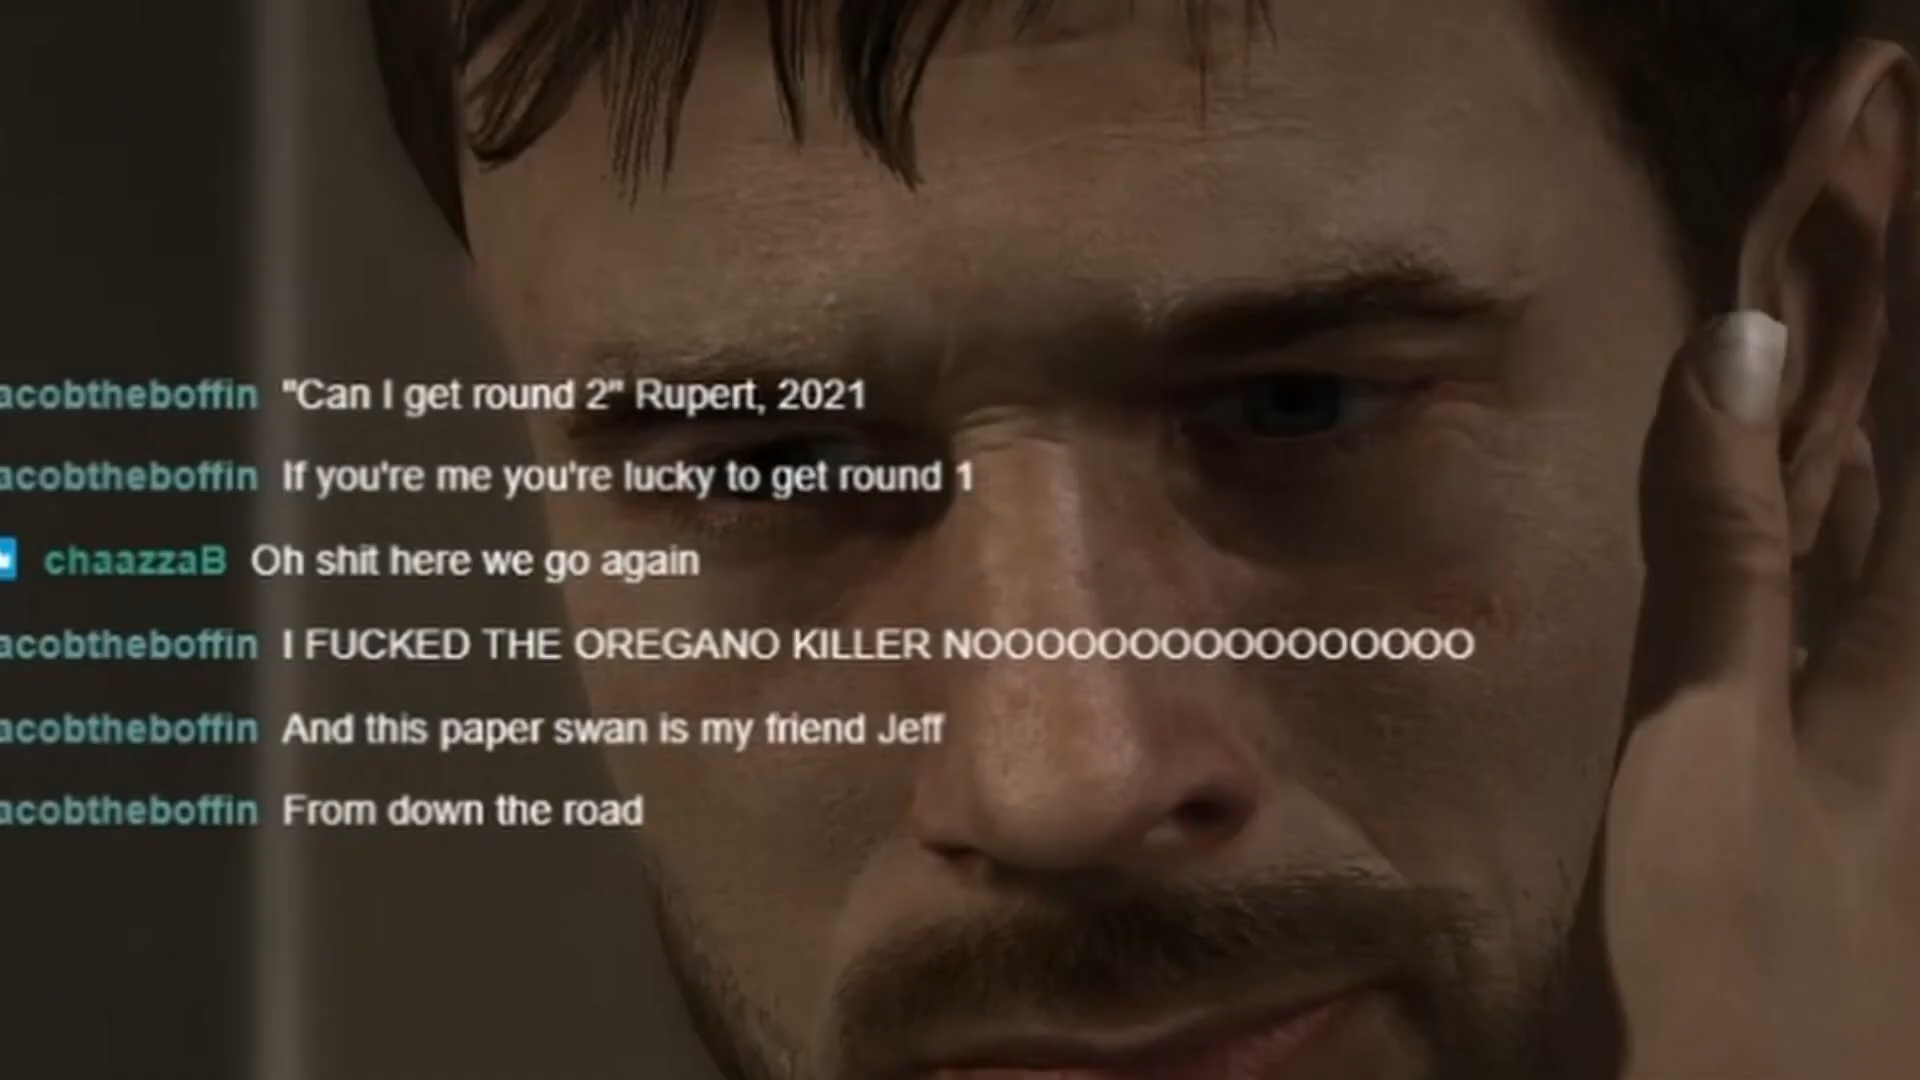 acobtheboffin "Can I get round 2" Rupert, 2021
acobtheboffin If you're me you're lucky to get round 1
chaazzaB Oh shit here we go again
acobtheboffin I FUCKED THE OREGANO KILLER NOOOOOOOOOOOOOOOO
acobtheboffin And this paper swan is my friend Jeff
acobtheboffin From down the road